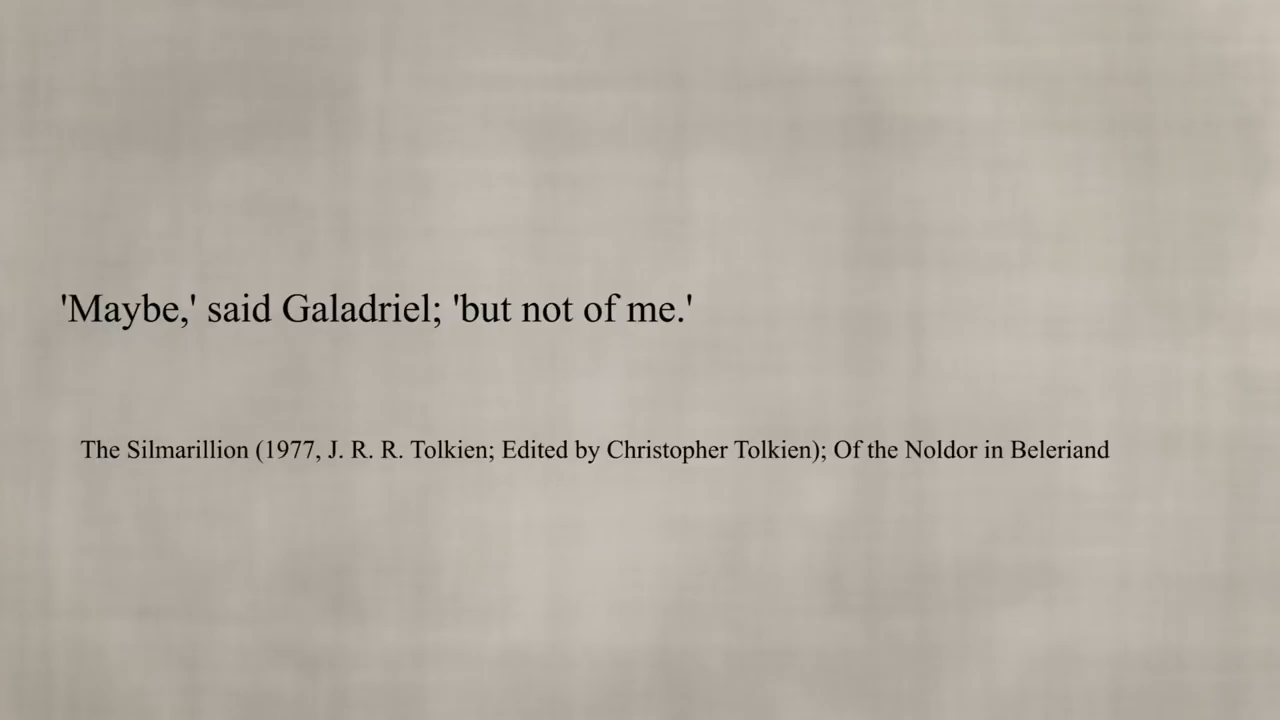 'Maybe,' said Galadriel; 'but not of me.'
The Silmarillion (1977, J. R. R. Tolkien; Edited by Christopher Tolkien); Of the Noldor in Beleriand